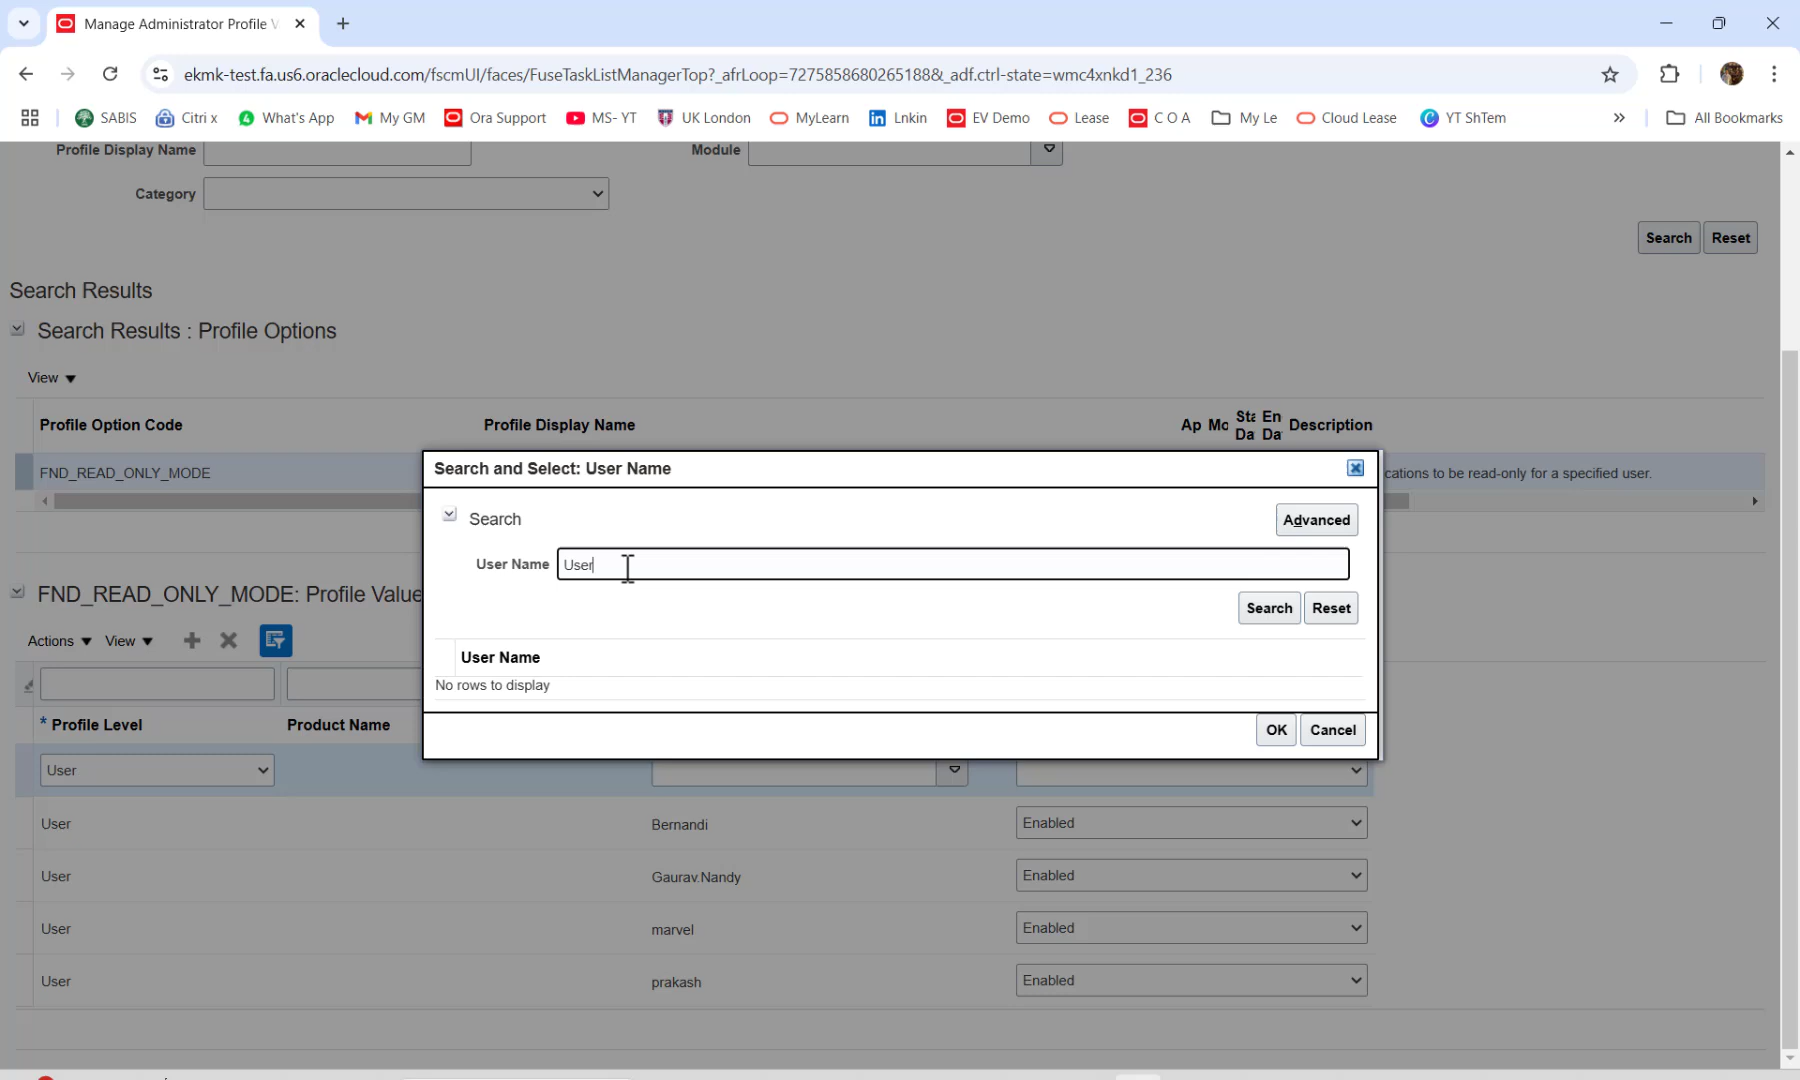 Manage Administrator Profile V
ekmk-test.fa.us6.oraclecloud.com/fscmUI/faces/FuseTaskListManagerTop?_afrLoop=7275858680265188&_adf.ctrl-state=wmc4xnkd1_236
SABIS Citri x What's App My GM Ora Support MS- YT UK London MyLearn Lnkin EV Demo Lease C O A My Le Cloud Lease YT ShTem » All Bookmarks
Profile Display Name Module
Category
Search Reset
Search Results
Search Results : Profile Options
View
Profile Option Code Profile Display Name Ap Mo Sta Da En Da Description
FND_READ_ONLY_MODE cations to be read-only for a specified user.
Search and Select: User Name
Search Advanced
User Name User
Search Reset
User Name
No rows to display
OK Cancel
FND_READ_ONLY_MODE: Profile Value
Actions View
* Profile Level Product Name
User
User Bernandi Enabled
User Gaurav.Nandy Enabled
User marvel Enabled
User prakash Enabled